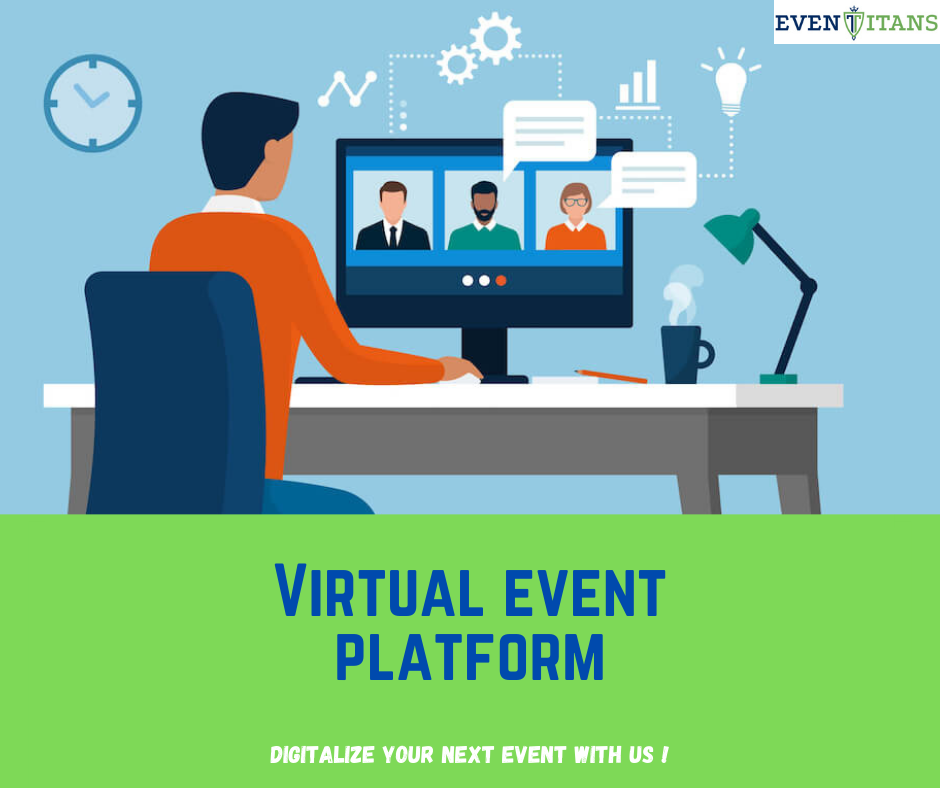 EVENTITANS
Virtual event
platform
DIGITALIZE YOUR NEXT EVENT WITH US !